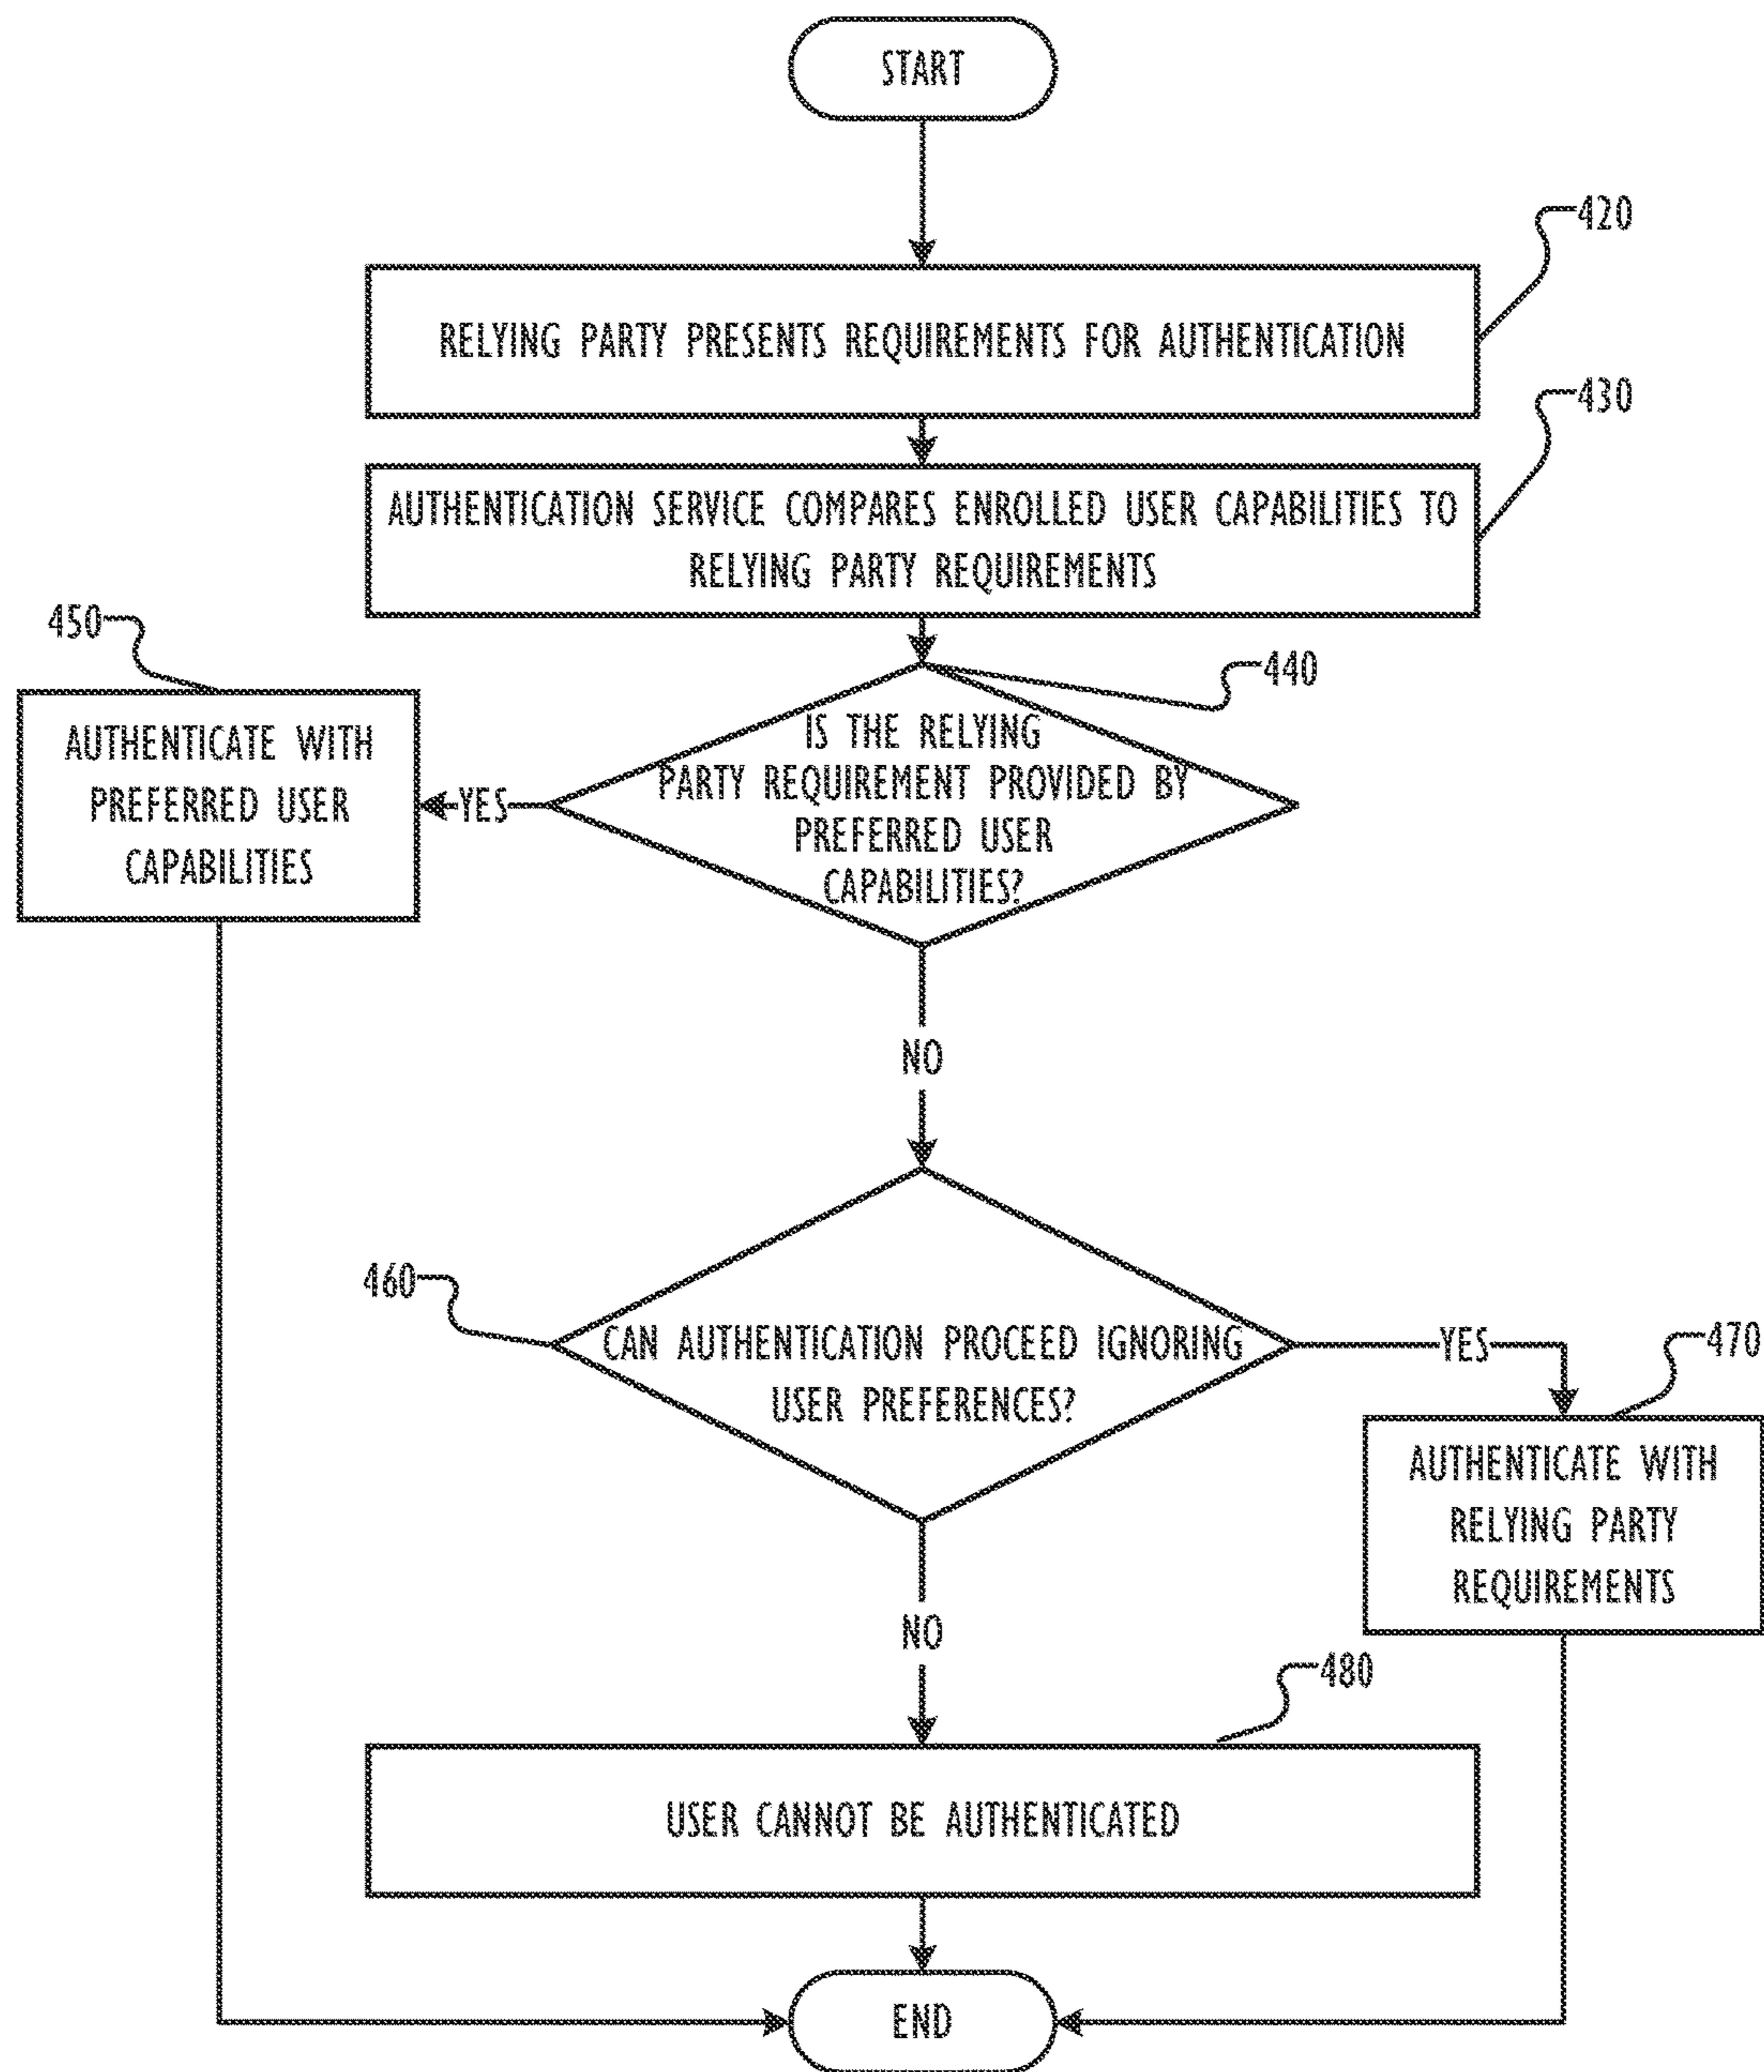 START
420
RELYING PARTY PRESENTS REQUIREMENTS FOR AUTHENTICATION
430
AUTHENTICATION SERVICE COMPARES ENROLLED USER CAPABILITIES TO
RELYING PARTY REQUIREMENTS
450
440
AUTHENTICATE WITH
PREFERRED USER
CAPABILITIES
YES
IS THE RELYING
PARTY REQUIREMENT PROVIDED BY
PREFERRED USER
CAPABILITIES?
NO
460
CAN AUTHENTICATION PROCEED IGNORING
USER PREFERENCES?
YES
470
AUTHENTICATE WITH
RELYING PARTY
REQUIREMENTS
NO
480
USER CANNOT BE AUTHENTICATED
END